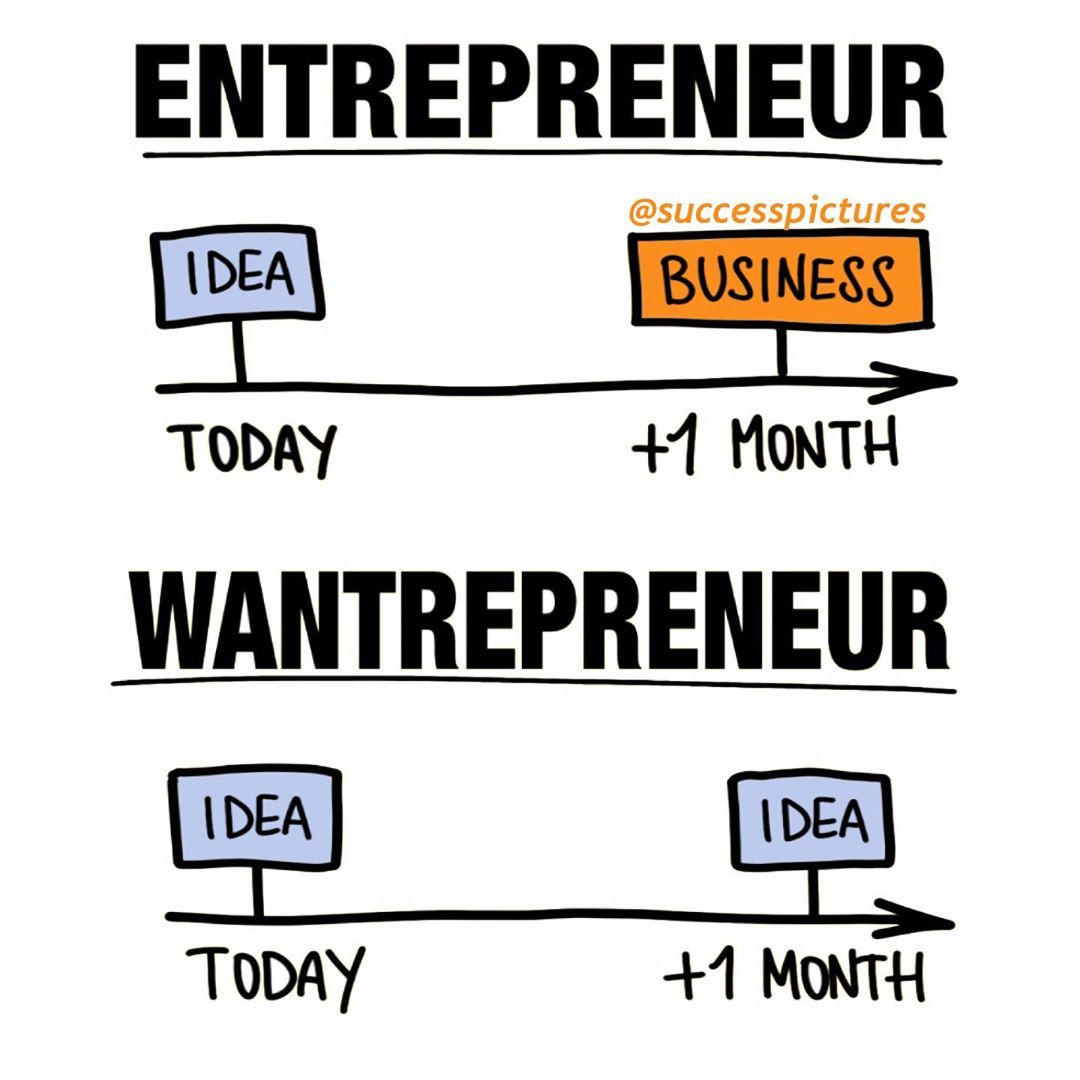 ENTREPRENEUR
@successpictures
IDEA
BUSINESS
TODAY
+1 MONTH
WANTREPRENEUR
IDEA
IDEA
TODAY
+1 MONTH